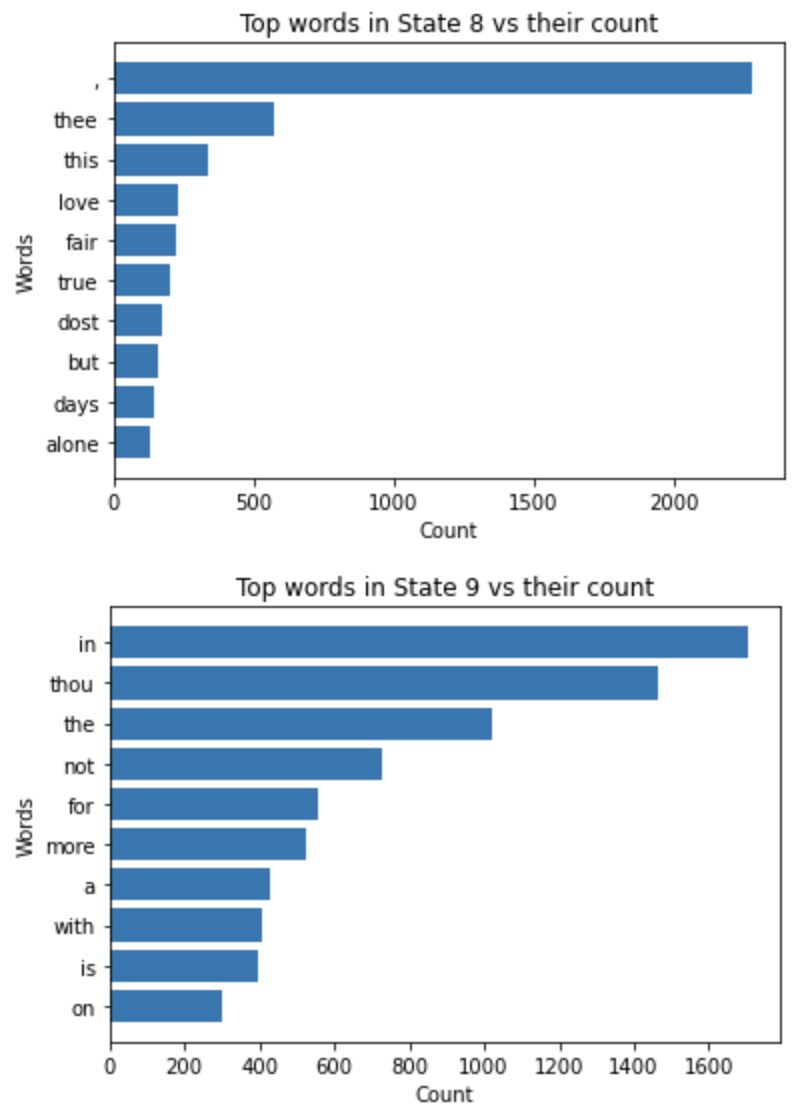 Top words in State 8 vs their count
,
thee
this
love
fair
true
dost
but
days
alone
Words
0 500 1000 1500 2000
Count
Top words in State 9 vs their count
in
thou
the
not
for
more
a
with
is
on
Words
0 200 400 600 800 1000 1200 1400 1600
Count